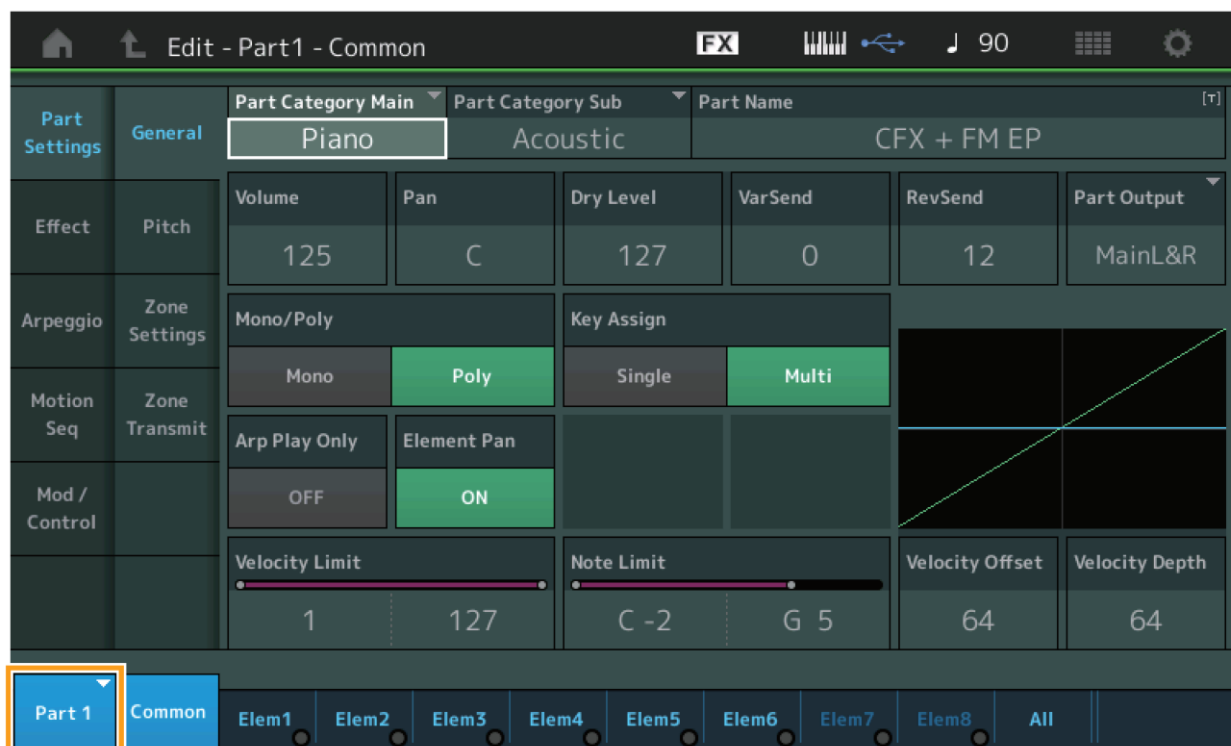 Edit - Part1 - Common
FX
90
Part
Settings
General
Part Category Main
Part Category Sub
Part Name
[T]
Piano
Acoustic
CFX + FM EP
Effect
Pitch
Volume
Pan
Dry Level
VarSend
RevSend
Part Output
125
C
127
0
12
MainL&R
Arpeggio
Zone
Settings
Mono/Poly
Key Assign
Mono
Poly
Single
Multi
Motion
Seq
Zone
Transmit
Arp Play Only
Element Pan
OFF
ON
Mod /
Control
Velocity Limit
Note Limit
Velocity Offset
Velocity Depth
1
127
C -2
G 5
64
64
Part 1
Common
Elem1
Elem2
Elem3
Elem4
Elem5
Elem6
Elem7
Elem8
All